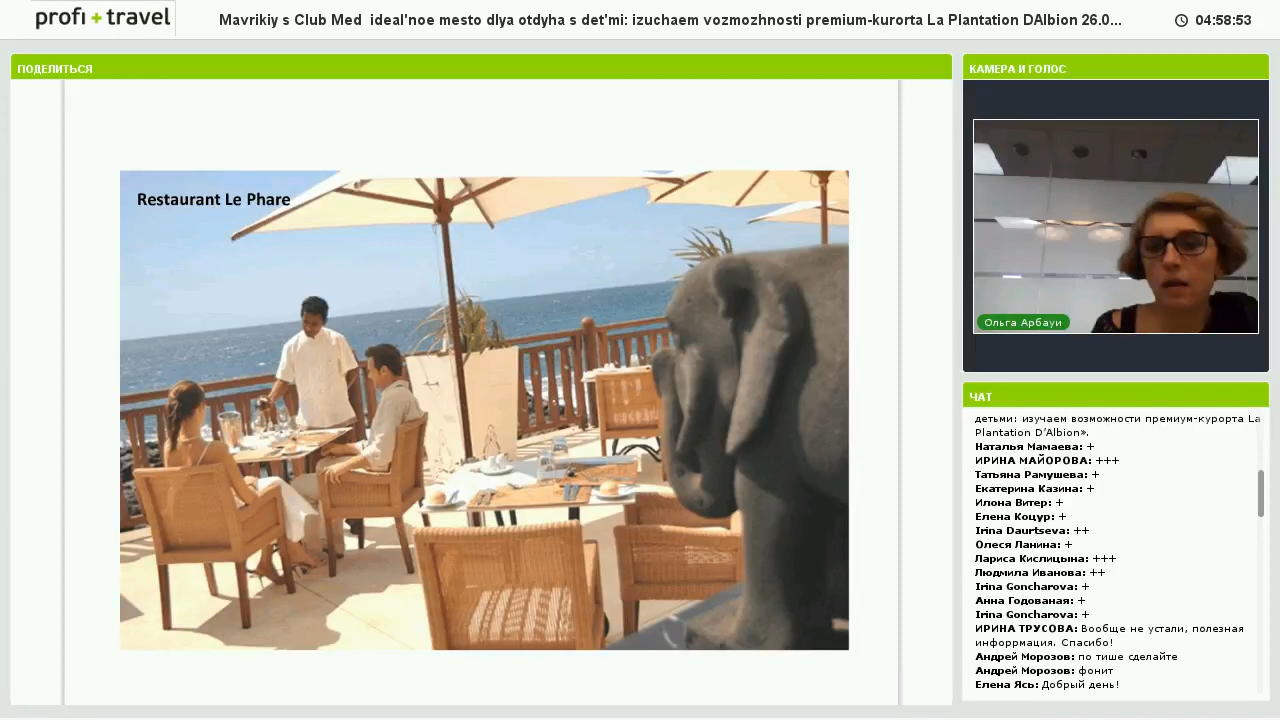 profi + travel
Mavrikiy s Club Med ideal'noe mesto dlya otdyha s det'mi: izuchaem vozmozhnosti premium-kurorta La Plantation DAlbion 26.0...
04:58:53
ПОДЕЛИТЬСЯ
Restaurant Le Phare
КАМЕРА И ГОЛОС
Ольга Арбауи
ЧАТ
детьми: изучаем возможности премиум-курорта La
Plantation D'Albion».
Наталья Мамаева: +
ИРИНА МАЙОРОВА: +++
Татьяна Рамушева: +
Екатерина Казина: +
Илона Витер: +
Елена Коцур: +
Irina Daurtseva: ++
Олеся Ланина: +
Лариса Кислицына: +++
Людмила Иванова: ++
Irina Goncharova: +
Анна Годованая: +
Irina Goncharova: +
ИРИНА ТРУСОВА: Вообще не устали, полезная
инфоррмация. Спасибо!
Андрей Морозов: по тише сделайте
Андрей Морозов: фонит
Елена Ясь: Добрый день!